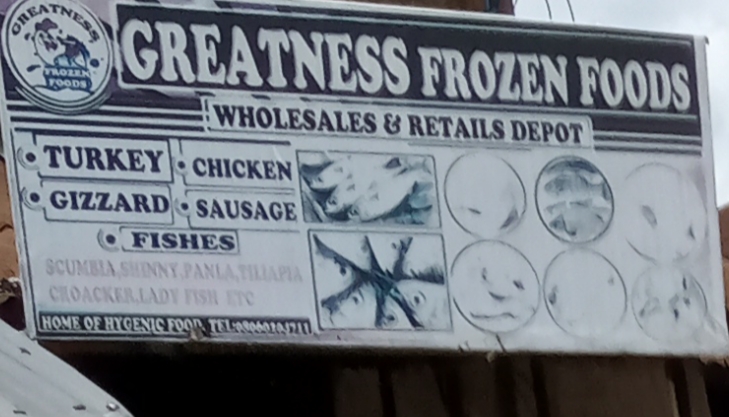 GREATNESS
FROZEN
FOODS
GREATNESS FROZEN FOODS
WHOLESALES & RETAILS DEPOT
TURKEY
CHICKEN
GIZZARD
SAUSAGE
FISHES
SCUMBIA,SHINNY,PANLA,TILIAPIA
CROACKER,LADY FISH ETC
HOME OF HYGENIC FOOD, TEL: